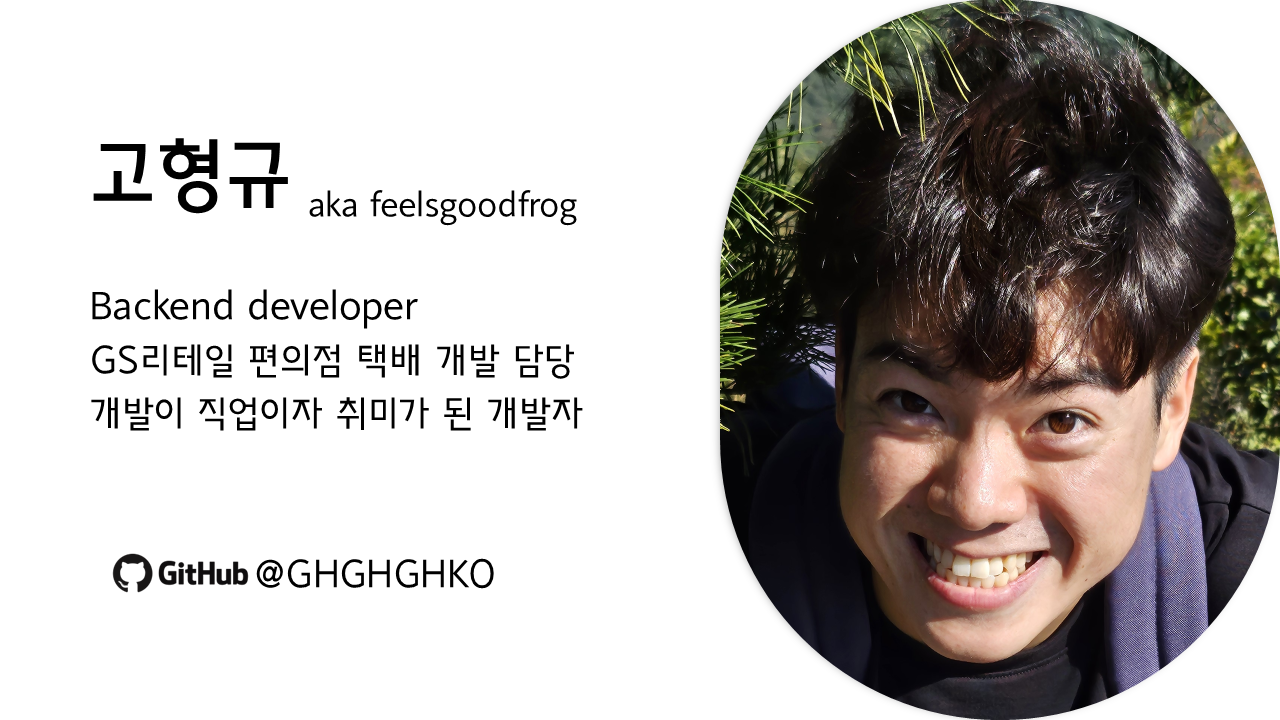 고형규 aka feelsgoodfrog
Backend developer
GS리테일 편의점 택배 개발 담당
개발이 직업이자 취미가 된 개발자
GitHub @GHGHGHKO